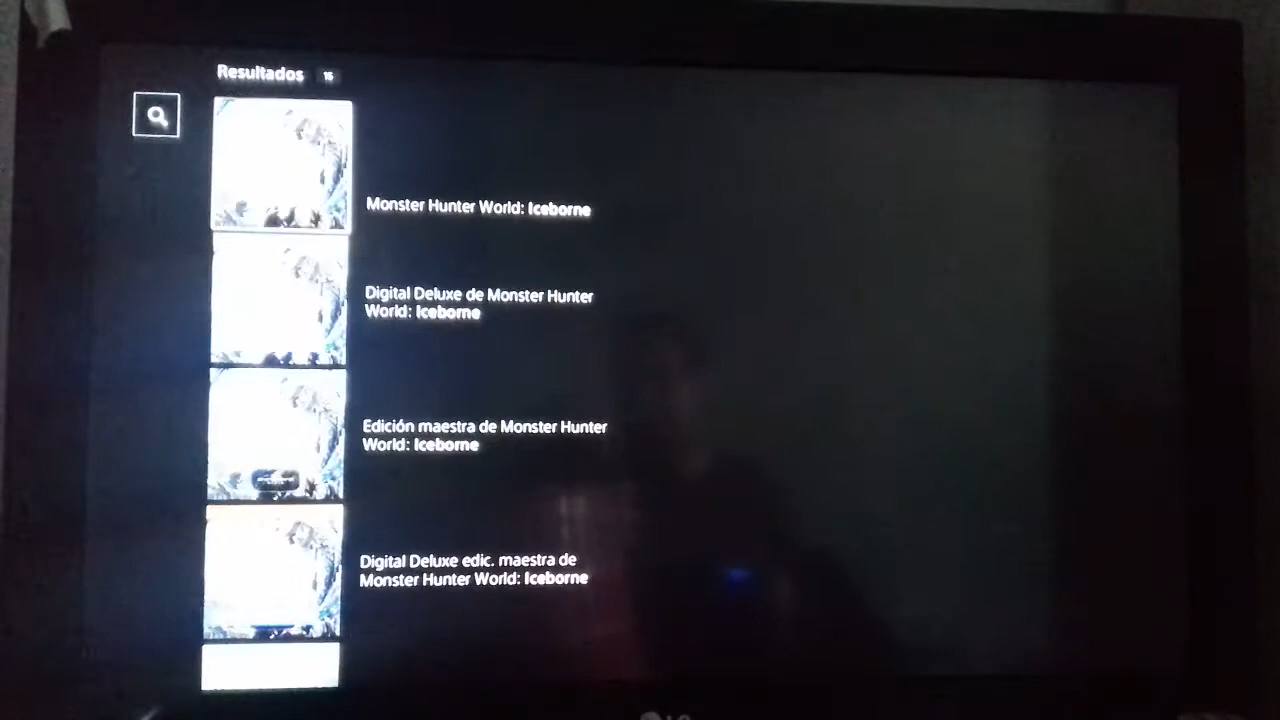 Resultados 15
Monster Hunter World: Iceborne
Digital Deluxe de Monster Hunter
World: Iceborne
Edición maestra de Monster Hunter
World: Iceborne
Digital Deluxe edic. maestra de
Monster Hunter World: Iceborne
LG